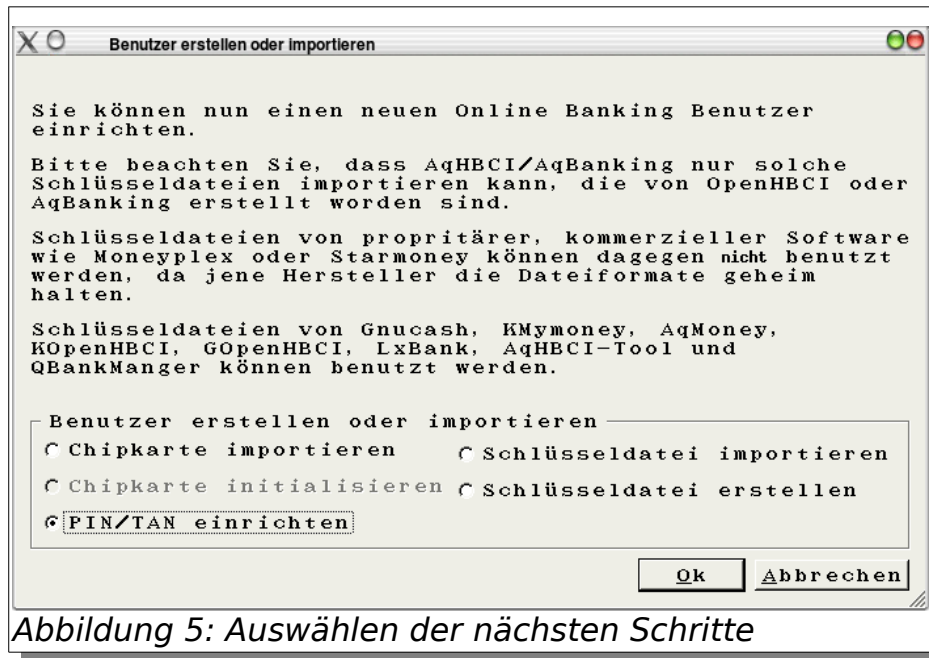 Benutzer erstellen oder importieren
Sie können nun einen neuen Online Banking Benutzer
einrichten.
Bitte beachten Sie, dass AqHBCI/AqBanking nur solche
Schlüsseldateien importieren kann, die von OpenHBCI oder
AqBanking erstellt worden sind.
Schlüsseldateien von propritärer, kommerzieller Software
wie Moneyplex oder Starmoney können dagegen nicht benutzt
werden, da jene Hersteller die Dateiformate geheim
halten.
Schlüsseldateien von Gnucash, KMymoney, AqMoney,
KOpenHBCI, GOpenHBCI, LxBank, AqHBCI-Tool und
QBankManger können benutzt werden.
Benutzer erstellen oder importieren
Chipkarte importieren
Schlüsseldatei importieren
Chipkarte initialisieren
Schlüsseldatei erstellen
PIN/TAN einrichten
Ok
Abbrechen
Abbildung 5: Auswählen der nächsten Schritte